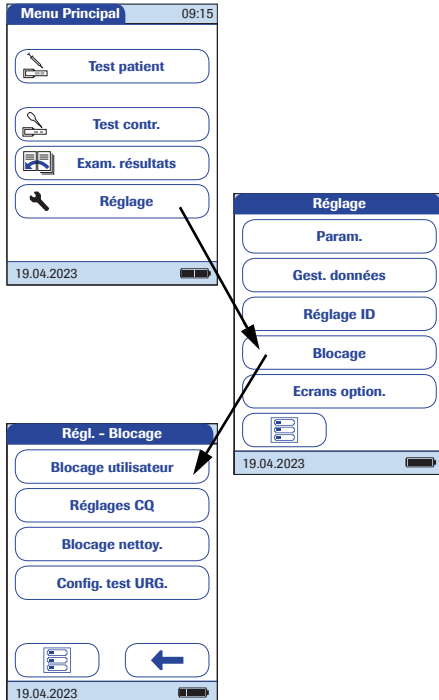 Menu Principal 09:15
Test patient
Test contr.
Exam. résultats
Réglage
19.04.2023
Réglage
Param.
Gest. données
Réglage ID
Blocage
Ecrans option.
19.04.2023
Régl. - Blocage
Blocage utilisateur
Réglages CQ
Blocage nettoy.
Config. test URG.
19.04.2023